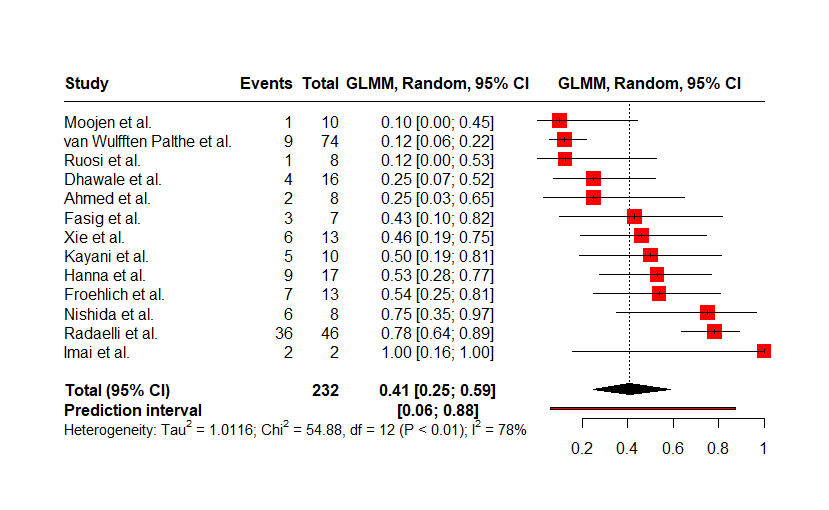 Study Events Total GLMM, Random, 95% CI GLMM, Random, 95% CI
Moojen et al. 1 10 0.10 [0.00; 0.45]
van Wulfften Palthe et al. 9 74 0.12 [0.06; 0.22]
Ruosi et al. 1 8 0.12 [0.00; 0.53]
Dhawale et al. 4 16 0.25 [0.07; 0.52]
Ahmed et al. 2 8 0.25 [0.03; 0.65]
Fasig et al. 3 7 0.43 [0.10; 0.82]
Xie et al. 6 13 0.46 [0.19; 0.75]
Kayani et al. 5 10 0.50 [0.19; 0.81]
Hanna et al. 9 17 0.53 [0.28; 0.77]
Froehlich et al. 7 13 0.54 [0.25; 0.81]
Nishida et al. 6 8 0.75 [0.35; 0.97]
Radaelli et al. 36 46 0.78 [0.64; 0.89]
Imai et al. 2 2 1.00 [0.16; 1.00]
Total (95% CI) 232 0.41 [0.25; 0.59]
Prediction interval [0.06; 0.88]
Heterogeneity: Tau² = 1.0116; Chi² = 54.88, df = 12 (P < 0.01); I² = 78%
0.2 0.4 0.6 0.8 1